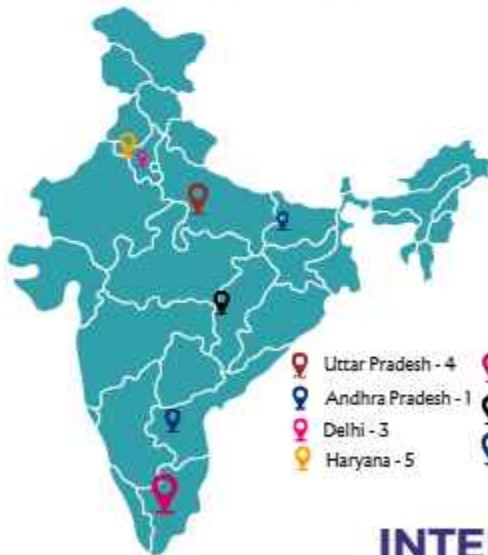 Uttar Pradesh - 4
Andhra Pradesh - 1
Delhi - 3
Haryana - 5
INTE